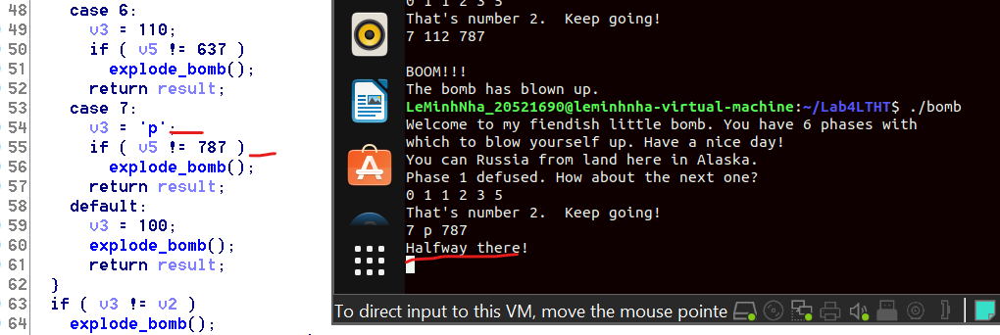 48 case 6:
49 v3 = 110;
50 if ( v5 != 637 )
51 explode_bomb();
52 return result;
53 case 7:
54 v3 = 'p';
55 if ( v5 != 787 )
56 explode_bomb();
57 return result;
58 default:
59 v3 = 100;
60 explode_bomb();
61 return result;
62 }
63 if ( v3 != v2 )
64 explode_bomb();
0 1 1 2 3 5
That's number 2. Keep going!
7 112 787
BOOM!!!
The bomb has blown up.
LeMinhNha_20521690@leminhnha-virtual-machine:~/Lab4LTHT$ ./bomb
Welcome to my fiendish little bomb. You have 6 phases with
which to blow yourself up. Have a nice day!
You can Russia from land here in Alaska.
Phase 1 defused. How about the next one?
0 1 1 2 3 5
That's number 2. Keep going!
7 p 787
Halfway there!
To direct input to this VM, move the mouse pointe